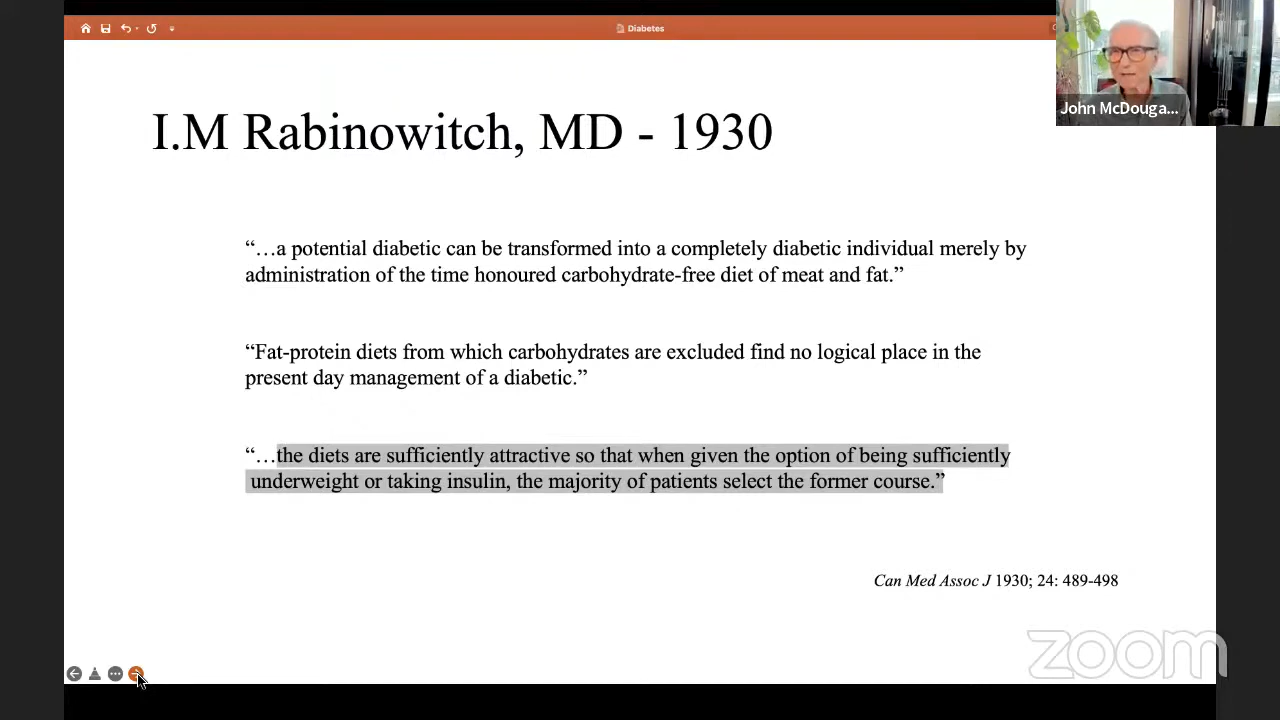 Diabetes
John McDouga...
I.M Rabinowitch, MD - 1930
“…a potential diabetic can be transformed into a completely diabetic individual merely by
administration of the time honoured carbohydrate-free diet of meat and fat.”
“Fat-protein diets from which carbohydrates are excluded find no logical place in the
present day management of a diabetic.”
“…the diets are sufficiently attractive so that when given the option of being sufficiently
underweight or taking insulin, the majority of patients select the former course.”
Can Med Assoc J 1930; 24: 489-498
zoom